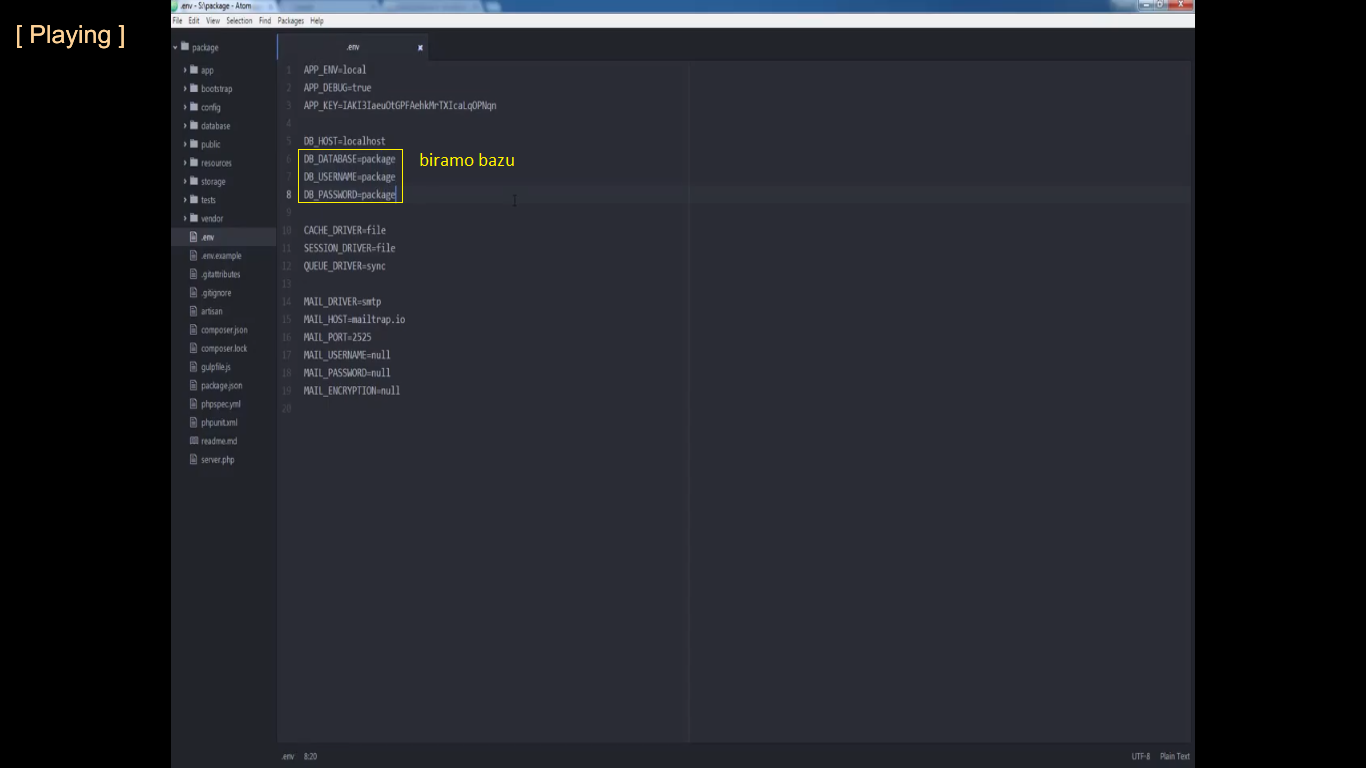 .env - S:\package - Atom
[ Playing ]
File Edit View Selection Find Packages Help
package
app
bootstrap
config
database
public
resources
storage
tests
vendor
.env
.env.example
.gitattributes
.gitignore
artisan
composer.json
composer.lock
gulpfile.js
package.json
phpspec.yml
phpunit.xml
readme.md
server.php
.env
1 APP_ENV=local
2 APP_DEBUG=true
3 APP_KEY=IAKI3IaeuOtGPFAehkMrTXIcaLqOPNqn
4
5 DB_HOST=localhost
6 DB_DATABASE=package
7 DB_USERNAME=package
8 DB_PASSWORD=package
9
10 CACHE_DRIVER=file
11 SESSION_DRIVER=file
12 QUEUE_DRIVER=sync
13
14 MAIL_DRIVER=smtp
15 MAIL_HOST=mailtrap.io
16 MAIL_PORT=2525
17 MAIL_USERNAME=null
18 MAIL_PASSWORD=null
19 MAIL_ENCRYPTION=null
20
biramo bazu
.env 8:20 UTF-8 Plain Text